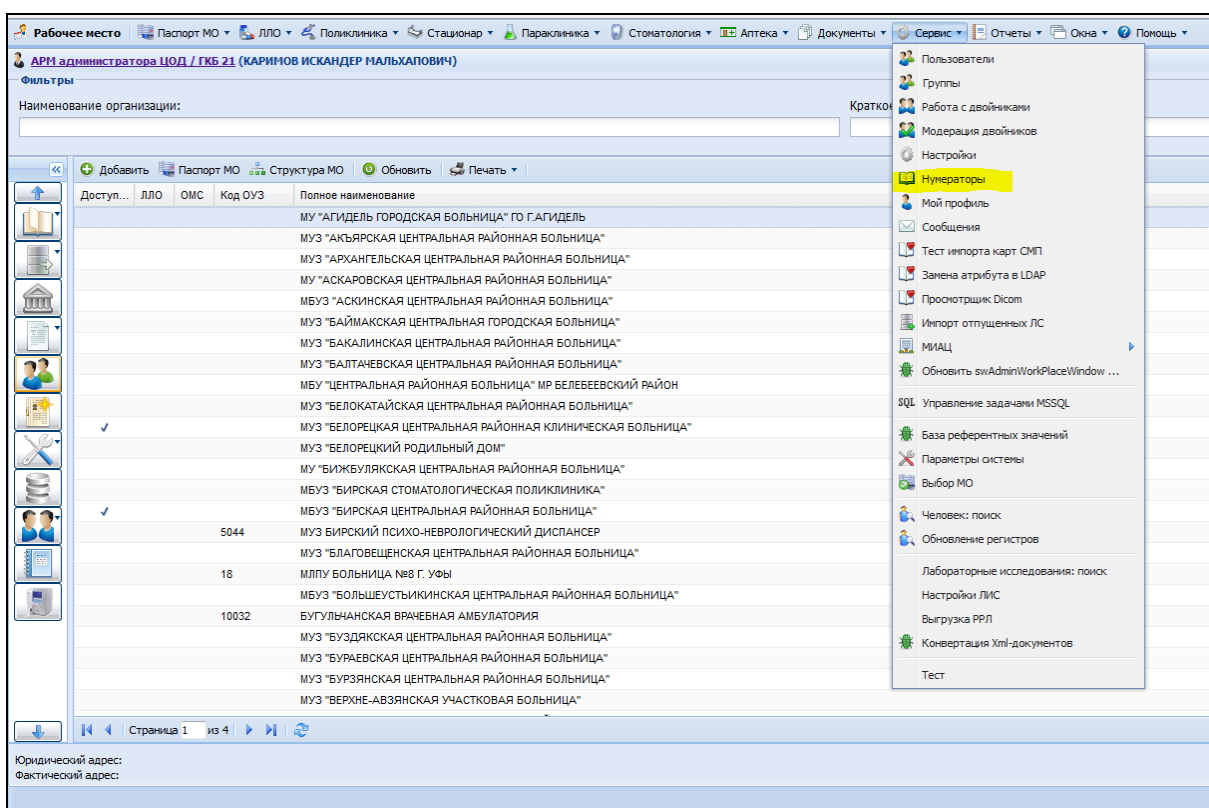 Рабочее место Паспорт МО ЛЛО Поликлиника Стационар Параклиника Стоматология Аптека Документы Сервис Отчеты Окна Помощь
АРМ администратора ЦОД / ГКБ 21 (КАРИМОВ ИСКАНДЕР МАЛЬХАПОВИЧ)
Фильтры
Наименование организации:
Краткое
Добавить Паспорт МО Структура МО Обновить Печать
Доступ... ЛЛО ОМС Код ОУЗ Полное наименование
МУ "АГИДЕЛЬ ГОРОДСКАЯ БОЛЬНИЦА" ГО Г.АГИДЕЛЬ
МУЗ "АКЪЯРСКАЯ ЦЕНТРАЛЬНАЯ РАЙОННАЯ БОЛЬНИЦА"
МУЗ "АРХАНГЕЛЬСКАЯ ЦЕНТРАЛЬНАЯ РАЙОННАЯ БОЛЬНИЦА"
МУ "АСКАРОВСКАЯ ЦЕНТРАЛЬНАЯ РАЙОННАЯ БОЛЬНИЦА"
МБУЗ "АСКИНСКАЯ ЦЕНТРАЛЬНАЯ РАЙОННАЯ БОЛЬНИЦА"
МУЗ "БАЙМАКСКАЯ ЦЕНТРАЛЬНАЯ ГОРОДСКАЯ БОЛЬНИЦА"
МУЗ "БАКАЛИНСКАЯ ЦЕНТРАЛЬНАЯ РАЙОННАЯ БОЛЬНИЦА"
МУЗ "БАЛТАЧЕВСКАЯ ЦЕНТРАЛЬНАЯ РАЙОННАЯ БОЛЬНИЦА"
МБУ "ЦЕНТРАЛЬНАЯ РАЙОННАЯ БОЛЬНИЦА" МР БЕЛЕБЕЕВСКИЙ РАЙОН
МУЗ "БЕЛОКАТАЙСКАЯ ЦЕНТРАЛЬНАЯ РАЙОННАЯ БОЛЬНИЦА"
МУЗ "БЕЛОРЕЦКАЯ ЦЕНТРАЛЬНАЯ РАЙОННАЯ КЛИНИЧЕСКАЯ БОЛЬНИЦА"
МУЗ "БЕЛОРЕЦКИЙ РОДИЛЬНЫЙ ДОМ"
МУ "БИЖБУЛЯКСКАЯ ЦЕНТРАЛЬНАЯ РАЙОННАЯ БОЛЬНИЦА"
МБУЗ "БИРСКАЯ СТОМАТОЛОГИЧЕСКАЯ ПОЛИКЛИНИКА"
МБУЗ "БИРСКАЯ ЦЕНТРАЛЬНАЯ РАЙОННАЯ БОЛЬНИЦА"
5044 МУЗ БИРСКИЙ ПСИХО-НЕВРОЛОГИЧЕСКИЙ ДИСПАНСЕР
МУЗ "БЛАГОВЕЩЕНСКАЯ ЦЕНТРАЛЬНАЯ РАЙОННАЯ БОЛЬНИЦА"
18 МЛПУ БОЛЬНИЦА №8 Г. УФЫ
МБУЗ "БОЛЬШЕУСТЬИКИНСКАЯ ЦЕНТРАЛЬНАЯ РАЙОННАЯ БОЛЬНИЦА"
10032 БУГУЛЬЧАНСКАЯ ВРАЧЕБНАЯ АМБУЛАТОРИЯ
МУЗ "БУЗДЯКСКАЯ ЦЕНТРАЛЬНАЯ РАЙОННАЯ БОЛЬНИЦА"
МУЗ "БУРАЕВСКАЯ ЦЕНТРАЛЬНАЯ РАЙОННАЯ БОЛЬНИЦА"
МУЗ "БУРЗЯНСКАЯ ЦЕНТРАЛЬНАЯ РАЙОННАЯ БОЛЬНИЦА"
МУЗ "ВЕРХНЕ-АВЗЯНСКАЯ УЧАСТКОВАЯ БОЛЬНИЦА"
Пользователи
Группы
Работа с двойниками
Модерация двойников
Настройки
Нумераторы
Мой профиль
Сообщения
Тест импорта карт СМП
Замена атрибута в LDAP
Просмотрщик Dicom
Импорт отпущенных ЛС
МИАЦ
Обновить swAdminWorkPlaceWindow ...
SQL Управление задачами MSSQL
База референтных значений
Параметры системы
Выбор МО
Человек: поиск
Обновление регистров
Лабораторные исследования: поиск
Настройки ЛИС
Выгрузка РРЛ
Конвертация Xml-документов
Тест
Страница 1 из 4
Юридический адрес:
Фактический адрес: